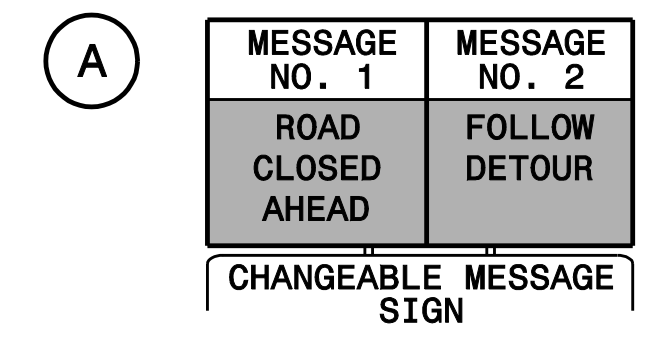 A
MESSAGE
NO. 1
MESSAGE
NO. 2
ROAD
CLOSED
AHEAD
FOLLOW
DETOUR
CHANGEABLE MESSAGE
SIGN